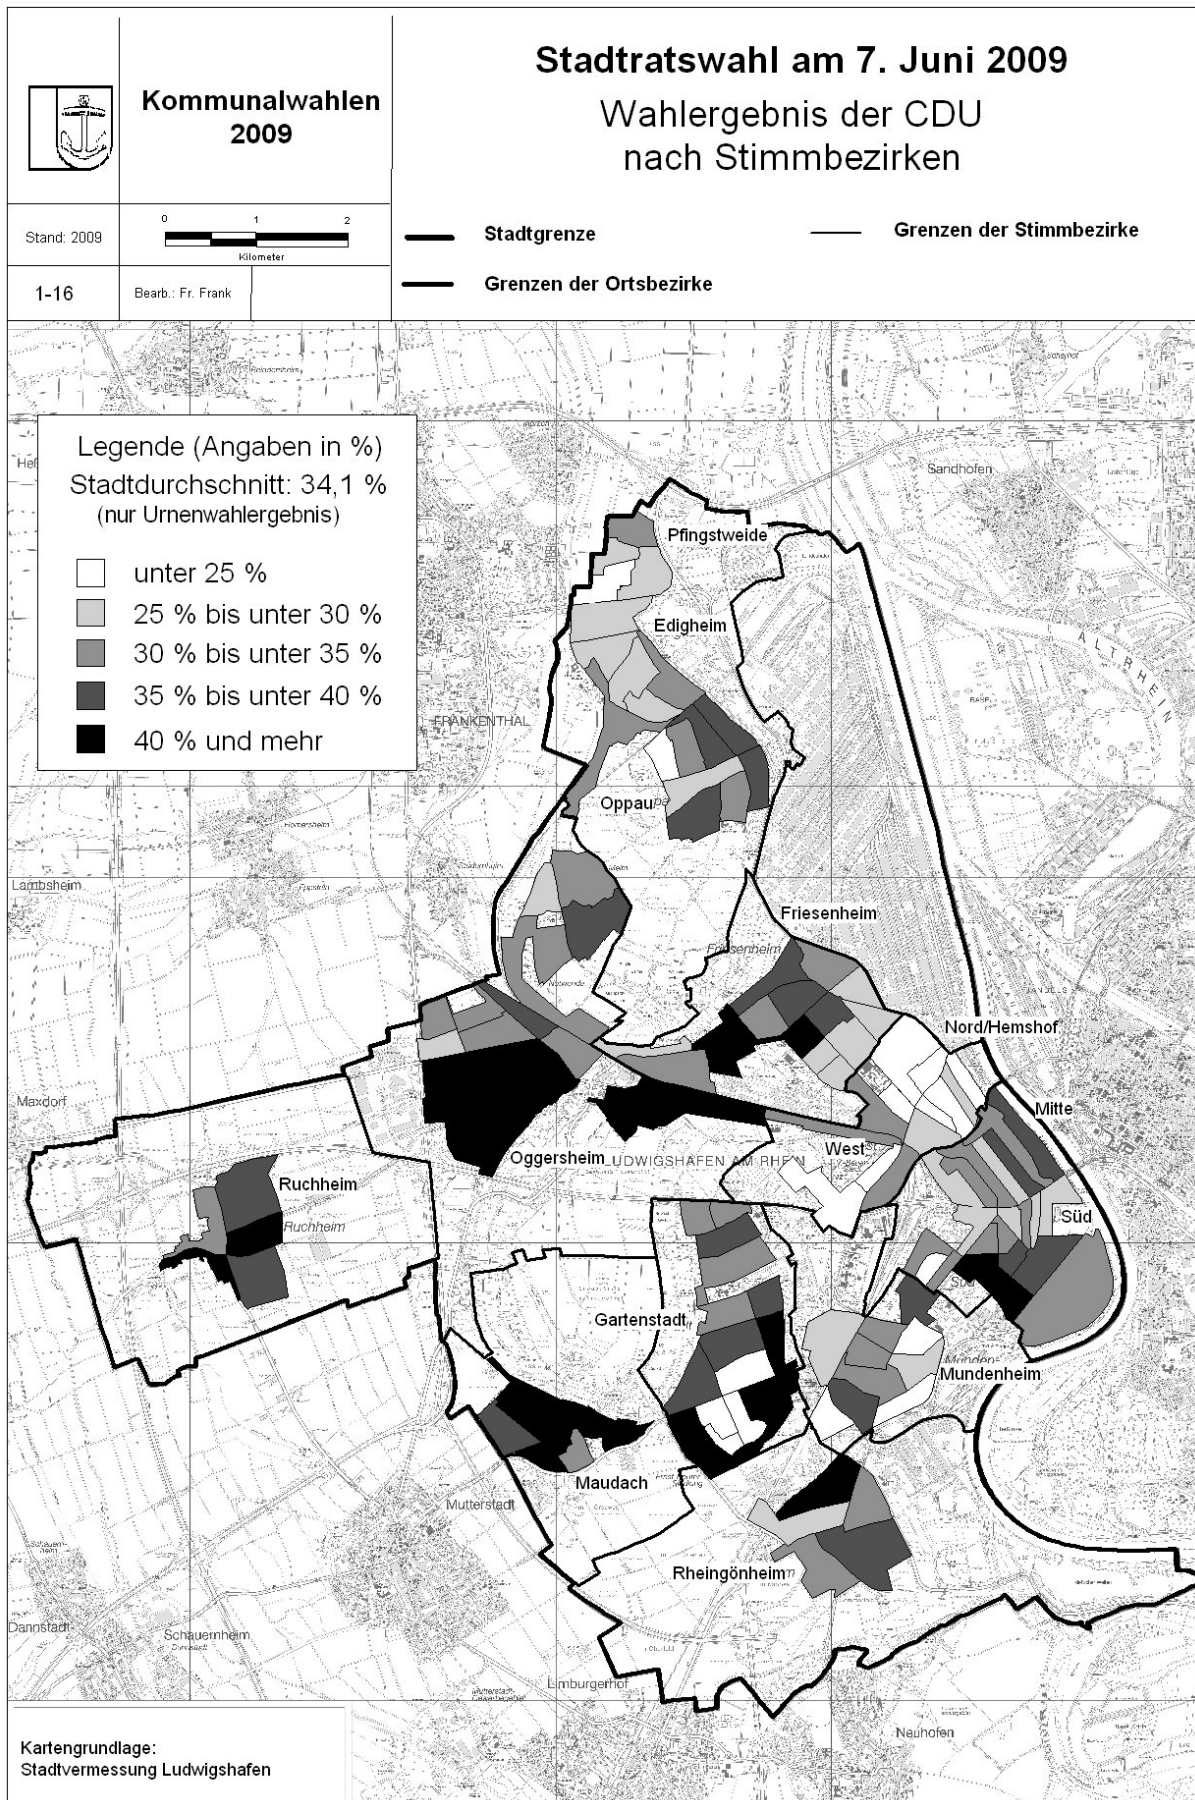 Kommunalwahlen
2009
Stadtratswahl am 7. Juni 2009
Wahlergebnis der CDU
nach Stimmbezirken
Stand: 2009
0 1 2
Kilometer
1-16
Bearb.: Fr. Frank
Stadtgrenze
Grenzen der Stimmbezirke
Grenzen der Ortsbezirke
Legende (Angaben in %)
Stadtdurchschnitt: 34,1 %
(nur Urnenwahlergebnis)
unter 25 %
25 % bis unter 30 %
30 % bis unter 35 %
35 % bis unter 40 %
40 % und mehr
Sandhofen
Pfingstweide
Edigheim
ALTRHEIN
FRANKENTHAL
Oppau
Lambsheim
Friesenheim
Friesenheim
Nord/Hemshof
Maxdorf
Mitte
West
Oggersheim
LUDWIGSHAFEN AM RHEIN
Ruchheim
Ruchheim
Süd
Gartenstadt
Mundenheim
Maudach
Mutterstadt
Rheingönheim
Dannstadt
Schauernheim
Limburgerhof
Neuhofen
Kartengrundlage:
Stadtvermessung Ludwigshafen